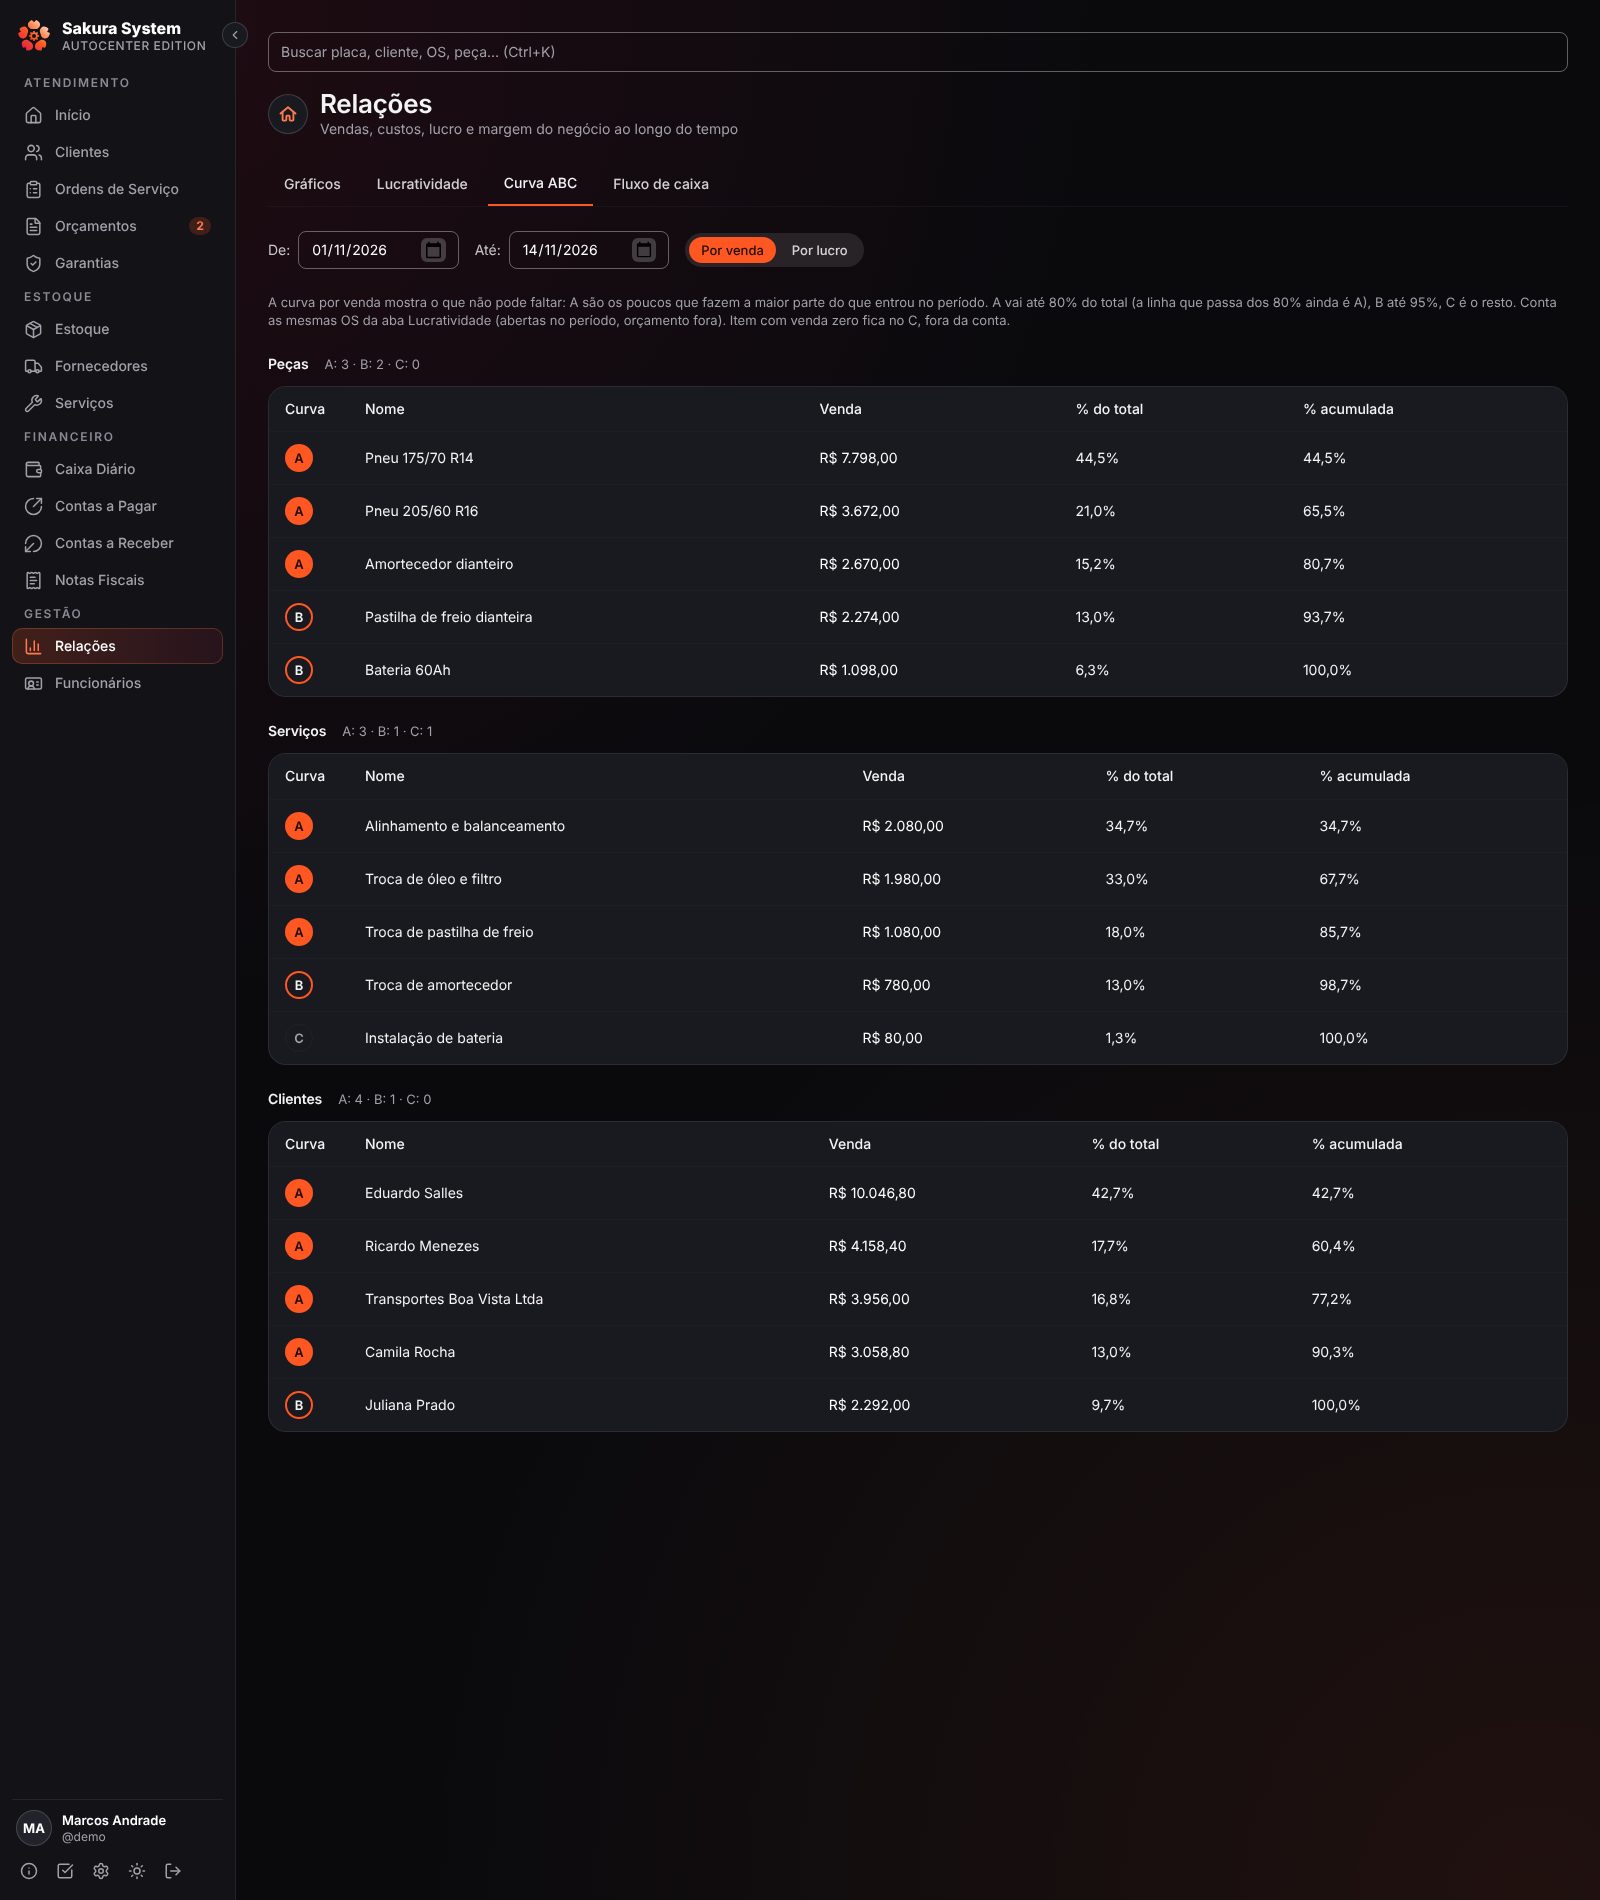 Sakura System
AUTOCENTER EDITION
ATENDIMENTO
Início
Clientes
Ordens de Serviço
Orçamentos 2
Garantias
ESTOQUE
Estoque
Fornecedores
Serviços
FINANCEIRO
Caixa Diário
Contas a Pagar
Contas a Receber
Notas Fiscais
GESTÃO
Relações
Funcionários
MA
Marcos Andrade
@demo
Buscar placa, cliente, OS, peça... (Ctrl+K)
Relações
Vendas, custos, lucro e margem do negócio ao longo do tempo
Gráficos Lucratividade Curva ABC Fluxo de caixa
De: 01/11/2026 Até: 14/11/2026 Por venda Por lucro
A curva por venda mostra o que não pode faltar: A são os poucos que fazem a maior parte do que entrou no período. A vai até 80% do total (a linha que passa dos 80% ainda é A), B até 95%, C é o resto. Conta
as mesmas OS da aba Lucratividade (abertas no período, orçamento fora). Item com venda zero fica no C, fora da conta.
Peças A: 3 · B: 2 · C: 0
Curva Nome Venda % do total % acumulada
A Pneu 175/70 R14 R$ 7.798,00 44,5% 44,5%
A Pneu 205/60 R16 R$ 3.672,00 21,0% 65,5%
A Amortecedor dianteiro R$ 2.670,00 15,2% 80,7%
B Pastilha de freio dianteira R$ 2.274,00 13,0% 93,7%
B Bateria 60Ah R$ 1.098,00 6,3% 100,0%
Serviços A: 3 · B: 1 · C: 1
Curva Nome Venda % do total % acumulada
A Alinhamento e balanceamento R$ 2.080,00 34,7% 34,7%
A Troca de óleo e filtro R$ 1.980,00 33,0% 67,7%
A Troca de pastilha de freio R$ 1.080,00 18,0% 85,7%
B Troca de amortecedor R$ 780,00 13,0% 98,7%
C Instalação de bateria R$ 80,00 1,3% 100,0%
Clientes A: 4 · B: 1 · C: 0
Curva Nome Venda % do total % acumulada
A Eduardo Salles R$ 10.046,80 42,7% 42,7%
A Ricardo Menezes R$ 4.158,40 17,7% 60,4%
A Transportes Boa Vista Ltda R$ 3.956,00 16,8% 77,2%
A Camila Rocha R$ 3.058,80 13,0% 90,3%
B Juliana Prado R$ 2.292,00 9,7% 100,0%